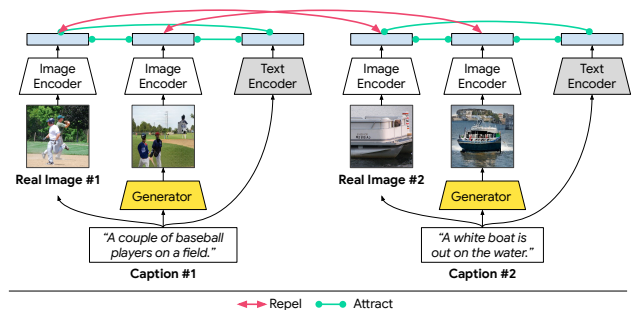 Image
Encoder
Image
Encoder
Text
Encoder
Image
Encoder
Image
Encoder
Text
Encoder
Real Image #1
Real Image #2
Generator
Generator
“A couple of baseball
players on a field.”
“A white boat is
out on the water.”
Caption #1
Caption #2
Repel
Attract